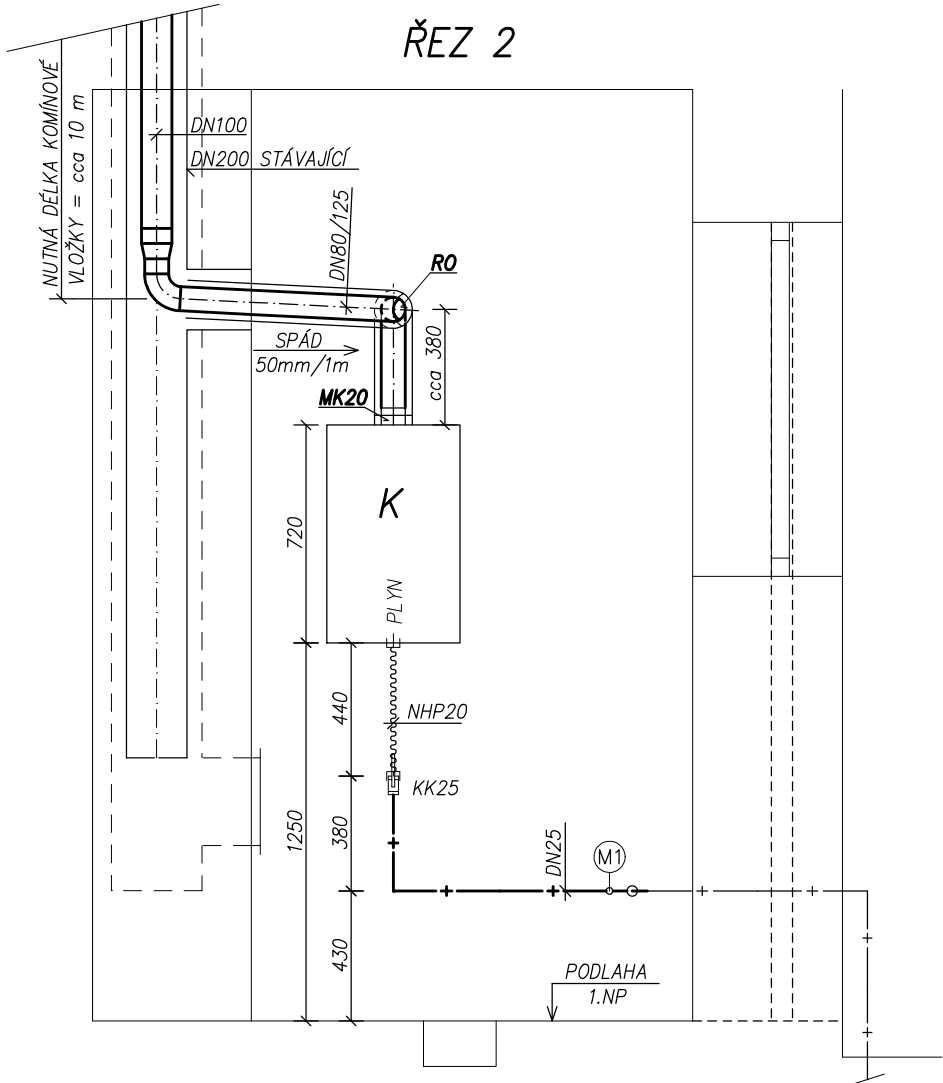 ŘEZ 2
NUTNÁ DÉLKA KOMÍNOVÉ
VLOŽKY = cca 10 m
DN100
DN200 STÁVAJÍCÍ
DN80/125
RO
SPÁD
50mm/1m
cca 380
MK20
K
720
PLYN
440
NHP20
KK25
1250
380
DN25
M1
430
PODLAHA
1.NP